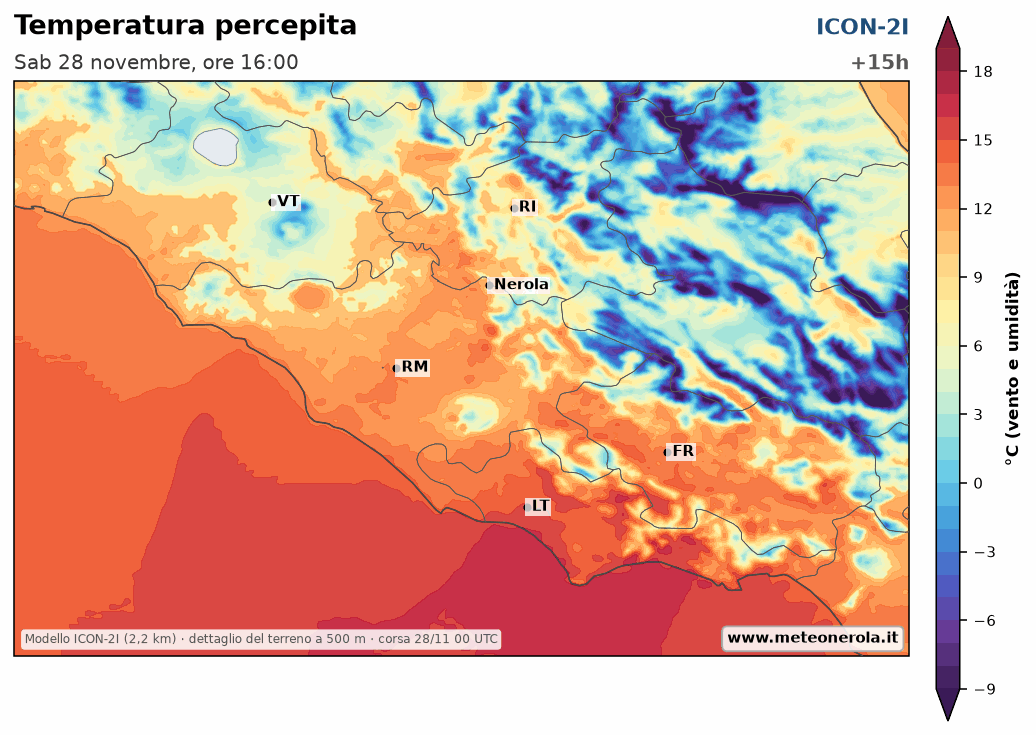 Temperatura percepita
ICON-2I
Sab 28 novembre, ore 16:00
+15h
VT
RI
Nerola
RM
FR
LT
Modello ICON-2I (2,2 km) · dettaglio del terreno a 500 m · corsa 28/11 00 UTC
www.meteonerola.it
18
15
12
9
6
3
0
−3
−6
−9
°C (vento e umidità)